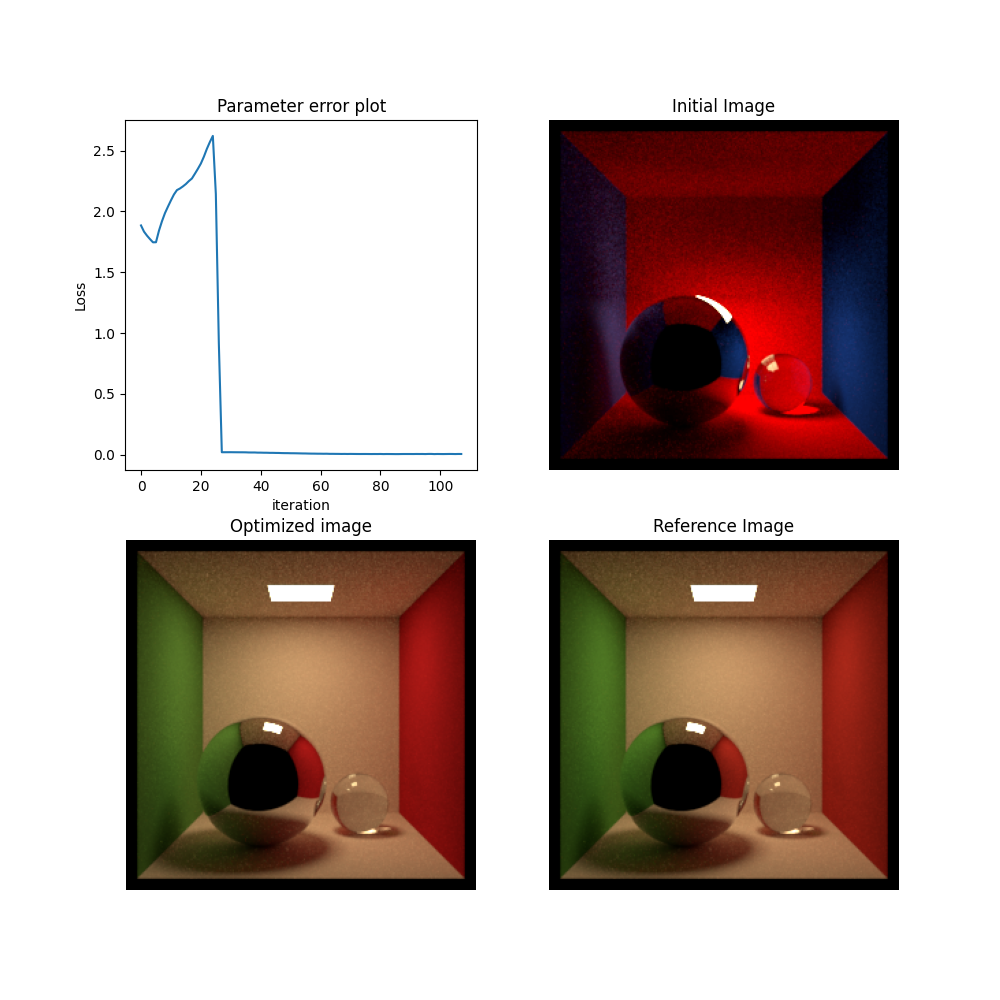 Parameter error plot
Loss
2.5
2.0
1.5
1.0
0.5
0.0
0 20 40 60 80 100
iteration
Initial Image
Optimized image
Reference Image